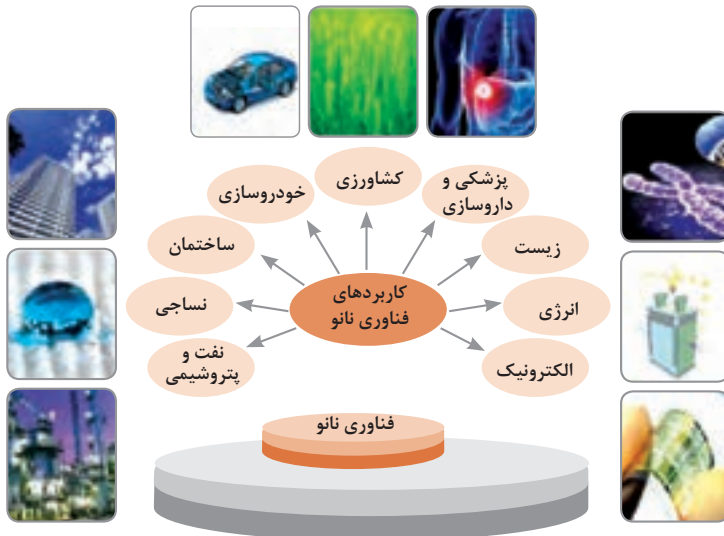 کشاورزی
پزشکی و
داروسازی
خودروسازی
زیست
ساختمان
کاربردهای
فناوری نانو
انرژی
نساجی
الکترونیک
نفت و
پتروشیمی
فناوری نانو